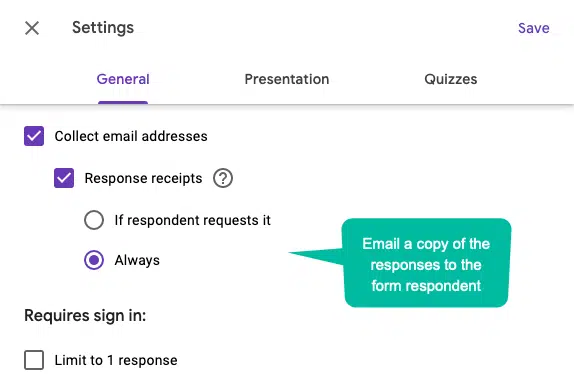 Settings
Save
General
Presentation
Quizzes
Collect email addresses
Response receipts ?
If respondent requests it
Always
Email a copy of the
responses to the
form respondent
Requires sign in:
Limit to 1 response